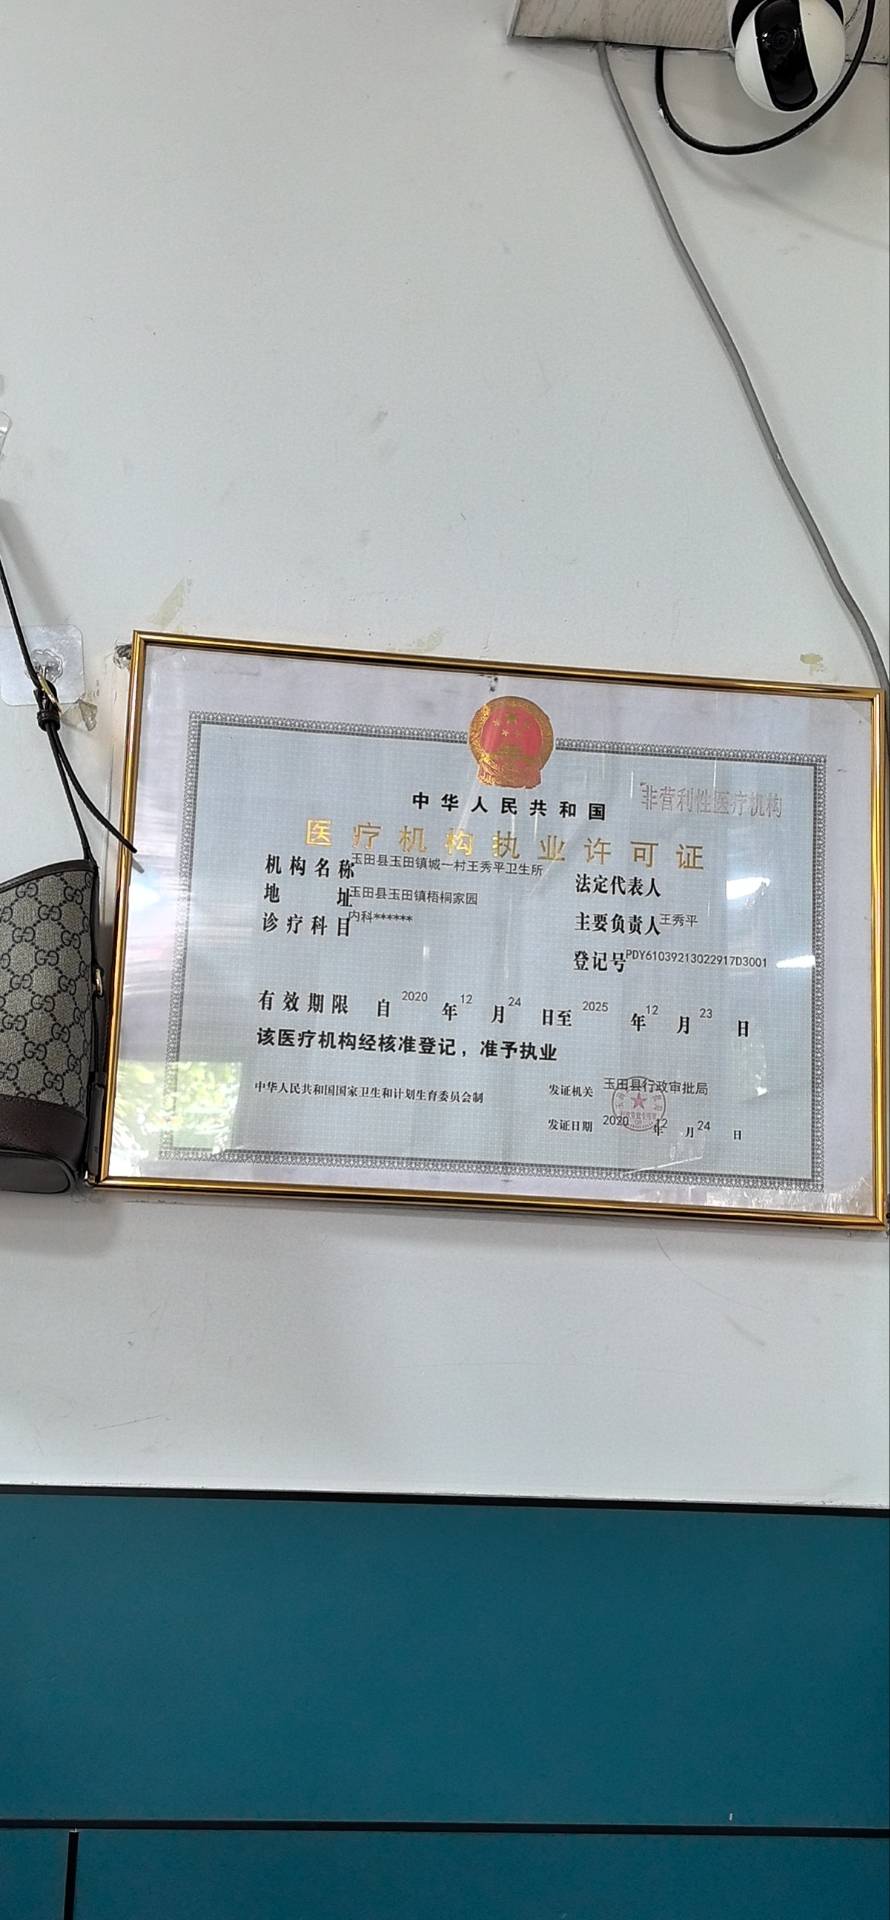 中华人民共和国
非营利性医疗机构
医疗机构执业许可证
机构名称 玉田县玉田镇城一村王秀平卫生所
法定代表人
地址 玉田县玉田镇梧桐家园
主要负责人 王秀平
诊疗科目 内科******
登记号 PDY61039213022917D3001
有效期限 自 2020 年 12 月 24 日至 2025 年 12 月 23 日
该医疗机构经核准登记，准予执业
中华人民共和国国家卫生和计划生育委员会制
发证机关 玉田县行政审批局
发证日期 2020 年 12 月 24 日